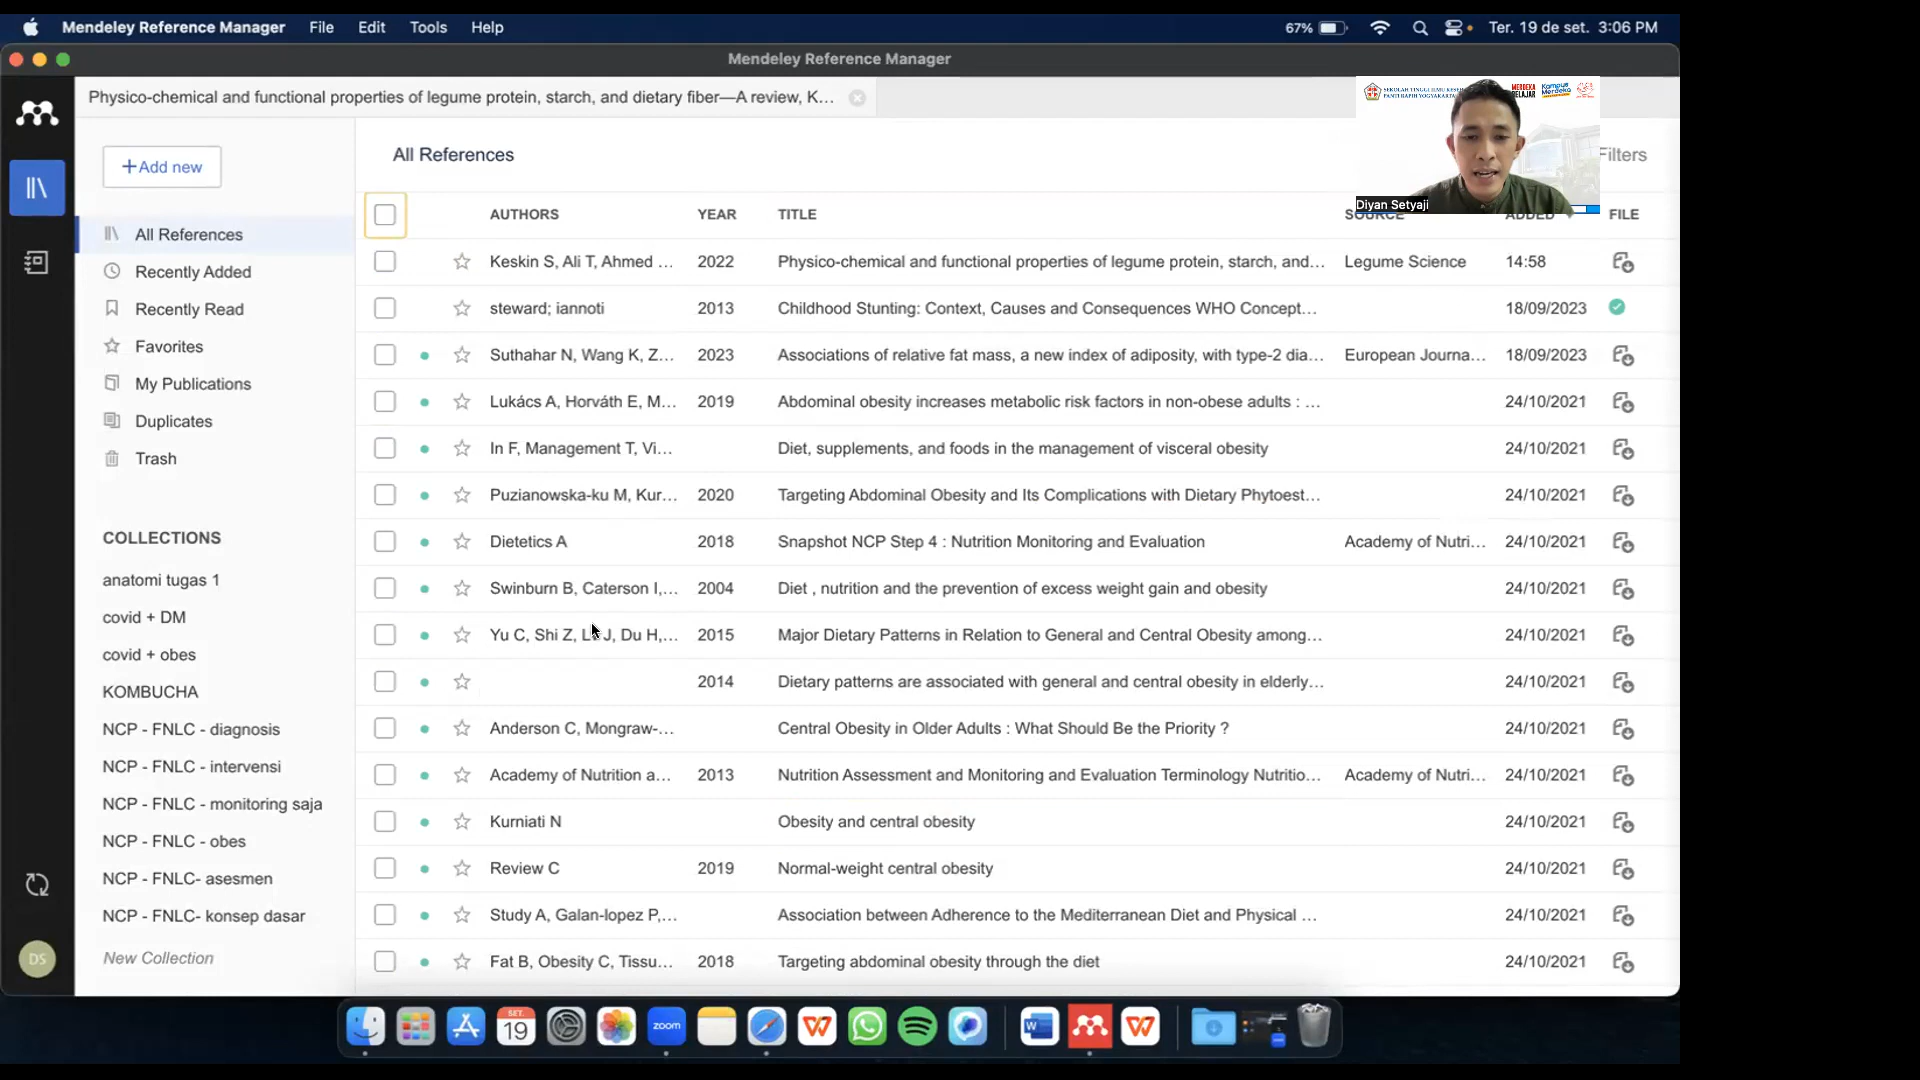 Mendeley Reference Manager File Edit Tools Help 67% Ter. 19 de set. 3:06 PM
Mendeley Reference Manager
Physico-chemical and functional properties of legume protein, starch, and dietary fiber—A review, K...
MERDEKA
BELAJAR
Kampus
Merdeka
Diyan Setyaji
+Add new
All References
Recently Added
Recently Read
Favorites
My Publications
Duplicates
Trash
COLLECTIONS
anatomi tugas 1
covid + DM
covid + obes
KOMBUCHA
NCP - FNLC - diagnosis
NCP - FNLC - intervensi
NCP - FNLC - monitoring saja
NCP - FNLC - obes
NCP - FNLC- asesmen
NCP - FNLC- konsep dasar
New Collection
DS
All References Filters
AUTHORS YEAR TITLE SOURCE ADDED FILE
Keskin S, Ali T, Ahmed ... 2022 Physico-chemical and functional properties of legume protein, starch, and... Legume Science 14:58
steward; iannoti 2013 Childhood Stunting: Context, Causes and Consequences WHO Concept... 18/09/2023
Suthahar N, Wang K, Z... 2023 Associations of relative fat mass, a new index of adiposity, with type-2 dia... European Journa... 18/09/2023
Lukács A, Horváth E, M... 2019 Abdominal obesity increases metabolic risk factors in non-obese adults : ... 24/10/2021
In F, Management T, Vi... Diet, supplements, and foods in the management of visceral obesity 24/10/2021
Puzianowska-ku M, Kur... 2020 Targeting Abdominal Obesity and Its Complications with Dietary Phytoest... 24/10/2021
Dietetics A 2018 Snapshot NCP Step 4 : Nutrition Monitoring and Evaluation Academy of Nutri... 24/10/2021
Swinburn B, Caterson I,... 2004 Diet , nutrition and the prevention of excess weight gain and obesity 24/10/2021
Yu C, Shi Z, J, Du H,... 2015 Major Dietary Patterns in Relation to General and Central Obesity among... 24/10/2021
2014 Dietary patterns are associated with general and central obesity in elderly... 24/10/2021
Anderson C, Mongraw-... Central Obesity in Older Adults : What Should Be the Priority ? 24/10/2021
Academy of Nutrition a... 2013 Nutrition Assessment and Monitoring and Evaluation Terminology Nutritio... Academy of Nutri... 24/10/2021
Kurniati N Obesity and central obesity 24/10/2021
Review C 2019 Normal-weight central obesity 24/10/2021
Study A, Galan-lopez P,... Association between Adherence to the Mediterranean Diet and Physical ... 24/10/2021
Fat B, Obesity C, Tissu... 2018 Targeting abdominal obesity through the diet 24/10/2021
SET.
19
zoom
W